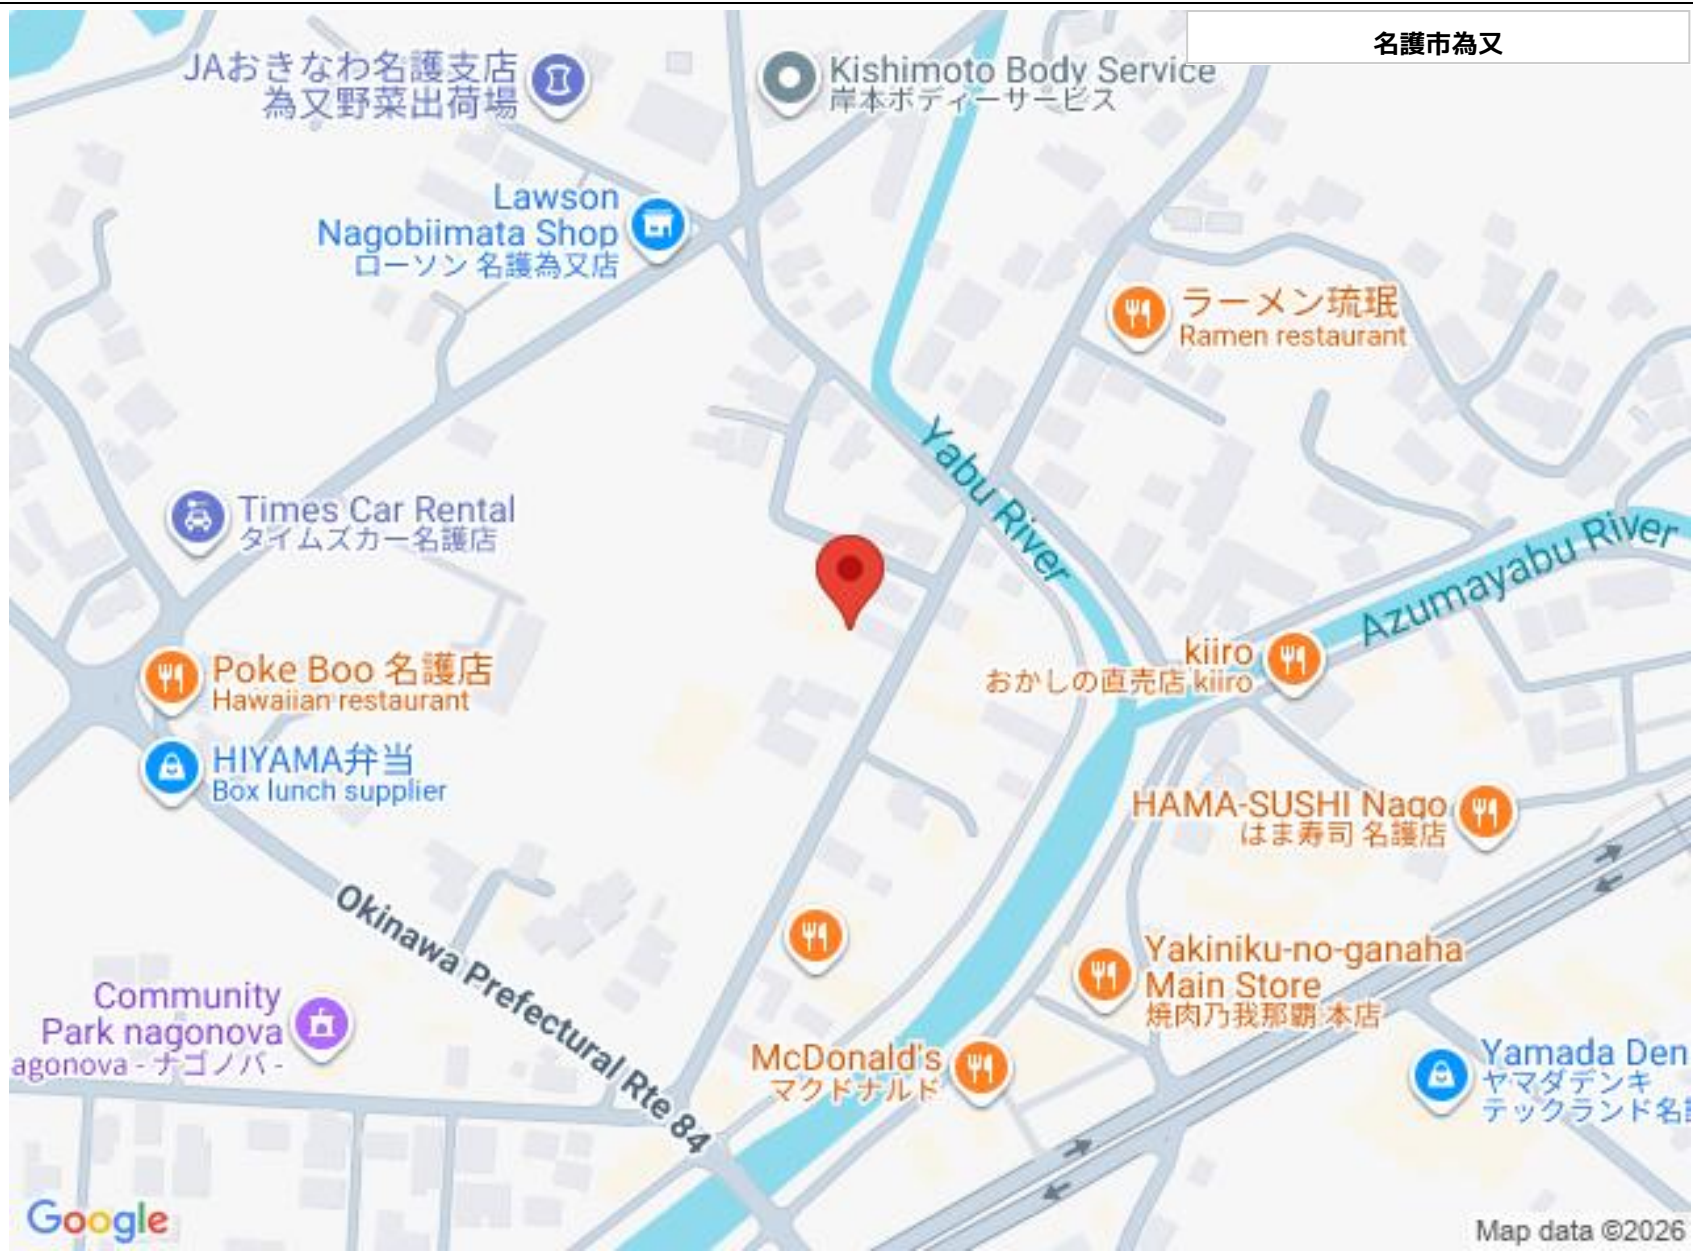 名護市為又
JAおきなわ名護支店
為又野菜出荷場
Kishimoto Body Service
岸本ボディーサービス
Lawson
Nagobiimata Shop
ローソン 名護為又店
ラーメン琉珉
Ramen restaurant
Yabu River
Times Car Rental
タイムズカー名護店
Azumayabu River
kiiro
おかしの直売店 kiiro
Poke Boo 名護店
Hawaiian restaurant
HIYAMA弁当
Box lunch supplier
HAMA-SUSHI Nago
はま寿司 名護店
Okinawa Prefectural Rte 84
Yakiniku-no-ganaha
Main Store
焼肉乃我那覇 本店
Community
Park nagonova
agonova - ナゴノバ -
McDonald's
マクドナルド
Yamada Den
ヤマダデンキ
テックランド名護
Google
Map data ©2026